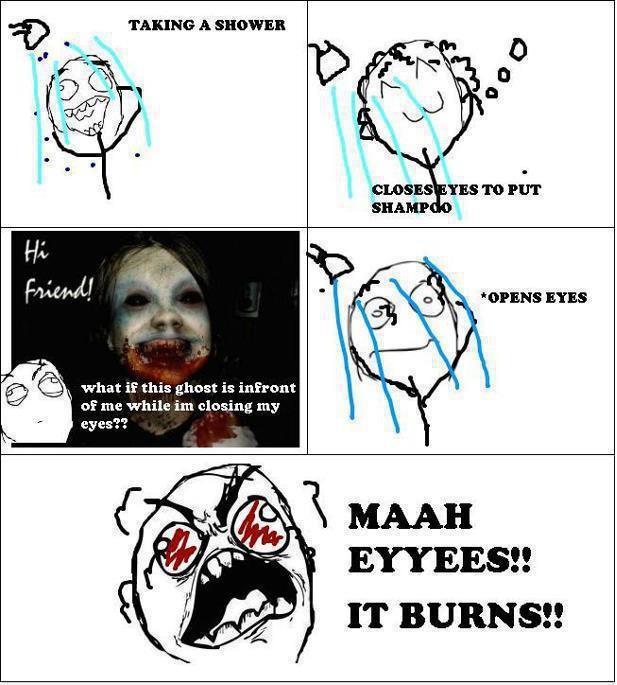 TAKING A SHOWER
CLOSES EYES TO PUT
SHAMPOO
Hi
Friend!
what if this ghost is infront
of me while im closing my
eyes??
*OPENS EYES
MAAH
EYYEES!!
IT BURNS!!